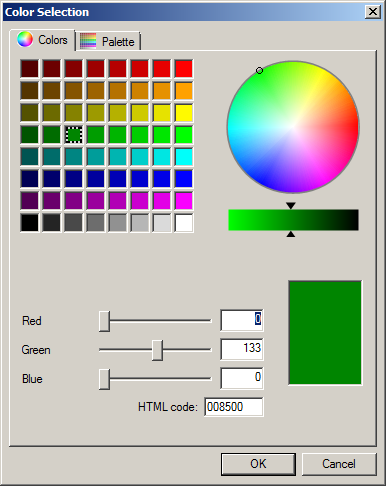 Color Selection
Colors
Palette
Red 0
Green 133
Blue 0
HTML code: 008500
OK Cancel